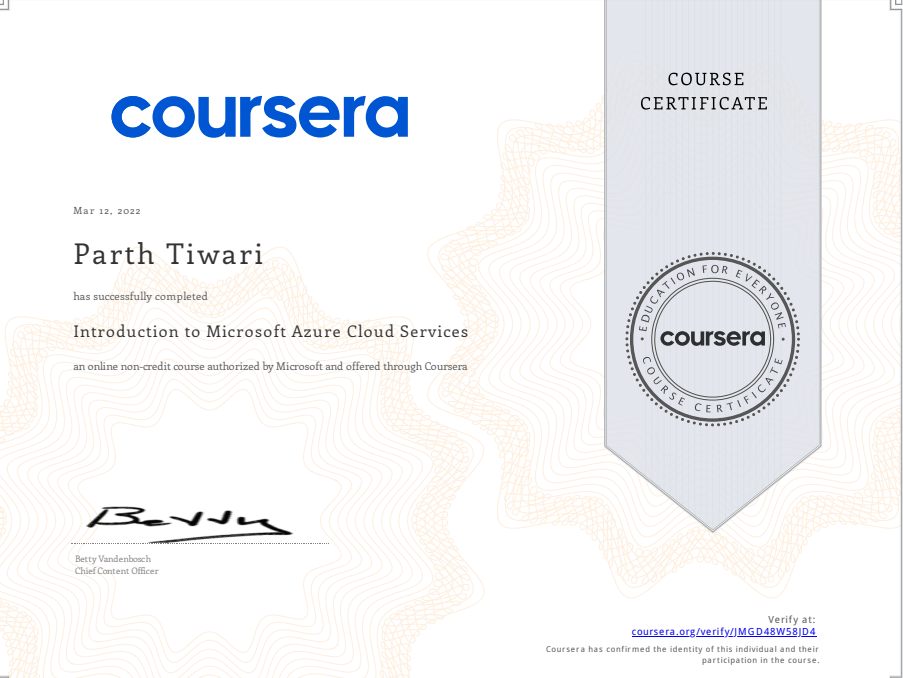 coursera
COURSE
CERTIFICATE
Mar 12, 2022
Parth Tiwari
has successfully completed
Introduction to Microsoft Azure Cloud Services
an online non-credit course authorized by Microsoft and offered through Coursera
EDUCATION FOR EVERYONE
coursera
COURSE CERTIFICATE
Betty
Betty Vandenbosch
Chief Content Officer
Verify at:
coursera.org/verify/JMGD48W58JD4
Coursera has confirmed the identity of this individual and their
participation in the course.